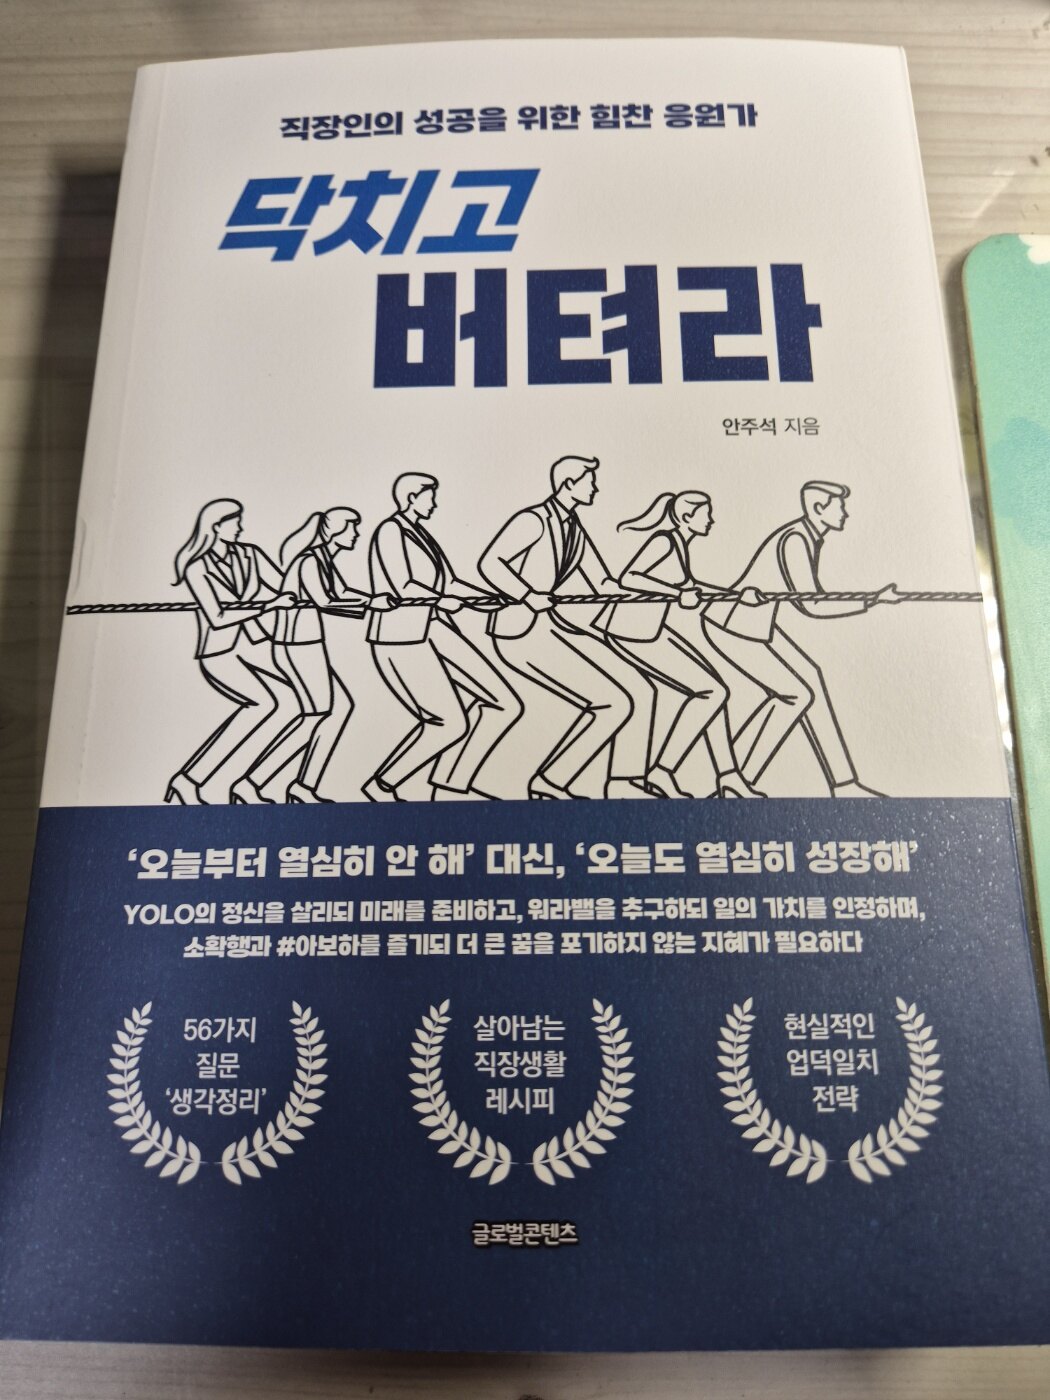 직장인의 성공을 위한 힘찬 응원가
닥치고
버텨라
안주석 지음
‘오늘부터 열심히 안 해’ 대신, ‘오늘도 열심히 성장해’
YOLO의 정신을 살리되 미래를 준비하고, 워라밸을 추구하되 일의 가치를 인정하며,
소확행과 #아보하를 즐기되 더 큰 꿈을 포기하지 않는 지혜가 필요하다
56가지
질문
‘생각정리’
살아남는
직장생활
레시피
현실적인
업덕일치
전략
글로벌콘텐츠